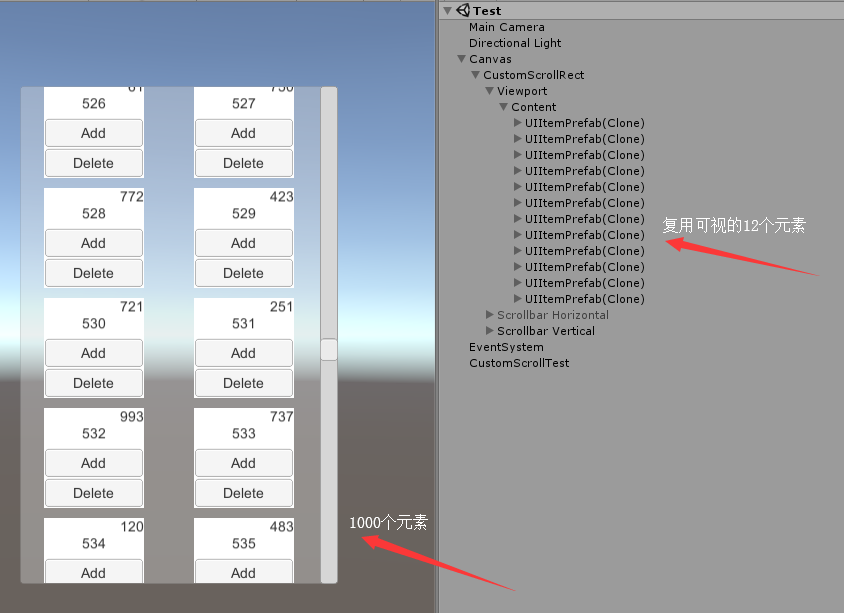 61 730
526 527
Add Add
Delete Delete
772 423
528 529
Add Add
Delete Delete
721 251
530 531
Add Add
Delete Delete
993 737
532 533
Add Add
Delete Delete
120 483
534 535
Add Add
1000个元素
Test
Main Camera
Directional Light
Canvas
CustomScrollRect
Viewport
Content
UIItemPrefab(Clone)
UIItemPrefab(Clone)
UIItemPrefab(Clone)
UIItemPrefab(Clone)
UIItemPrefab(Clone)
UIItemPrefab(Clone)
UIItemPrefab(Clone)
UIItemPrefab(Clone)
UIItemPrefab(Clone)
UIItemPrefab(Clone)
UIItemPrefab(Clone)
UIItemPrefab(Clone)
复用可视的12个元素
Scrollbar Horizontal
Scrollbar Vertical
EventSystem
CustomScrollTest